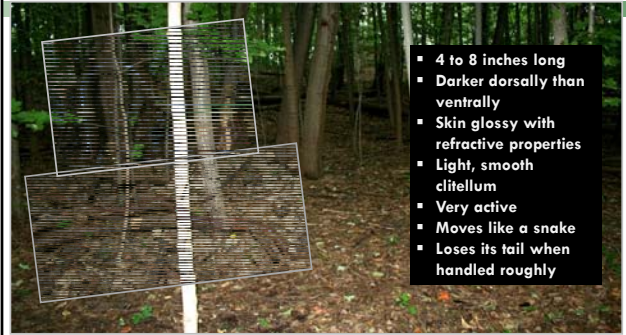 ▪ 4 to 8 inches long
▪ Darker dorsally than
ventrally
▪ Skin glossy with
refractive properties
▪ Light, smooth
clitellum
▪ Very active
▪ Moves like a snake
▪ Loses its tail when
handled roughly